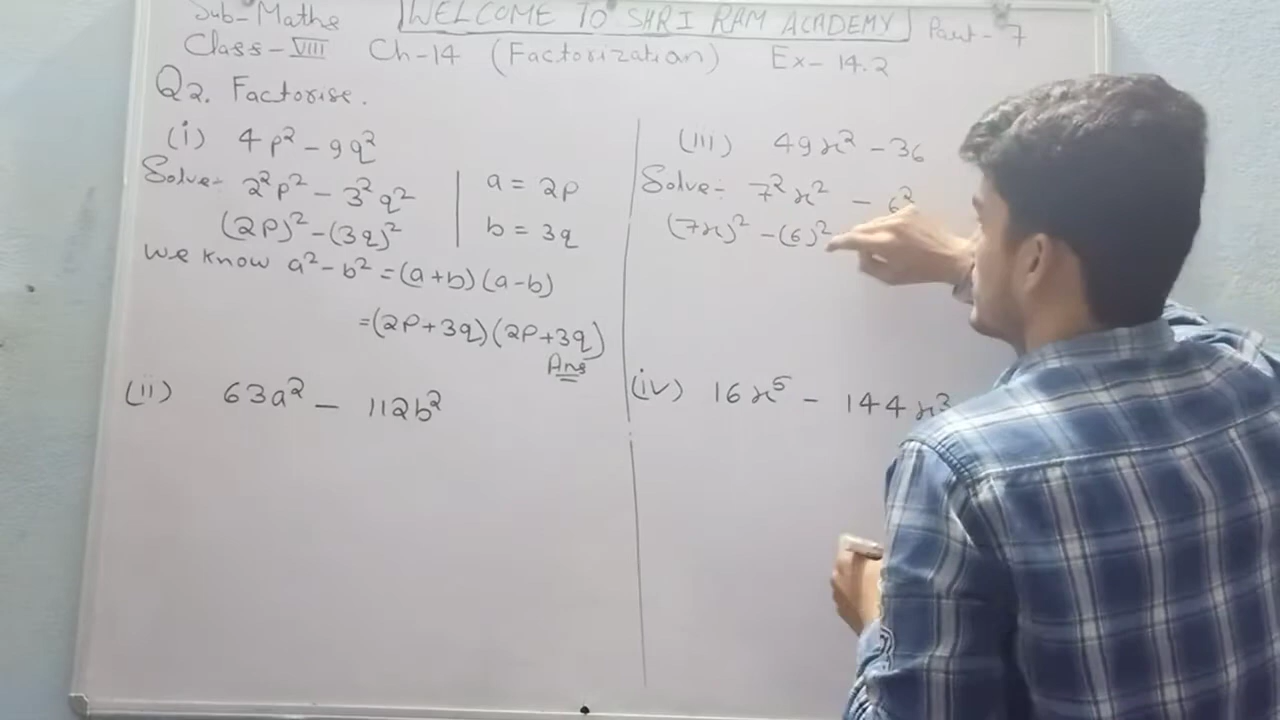 Sub-Maths WELCOME TO SHRI RAM ACADEMY Part-7
Class-VIII Ch-14 (Factorization) Ex-14.2
Q2. Factorise.
(i) 4p² - 9q²
Solve:- 2²p² - 3²q²
(2P)² - (3q)²
a = 2p
b = 3q
we know a² - b² = (a+b)(a-b)
= (2P+3q)(2P+3q)
Ans
(ii) 63a² - 112b²
(iii) 49x² - 36
Solve:- 7²x² - 6²
(7x)² - (6)²
(iv) 16x⁵ - 144x³